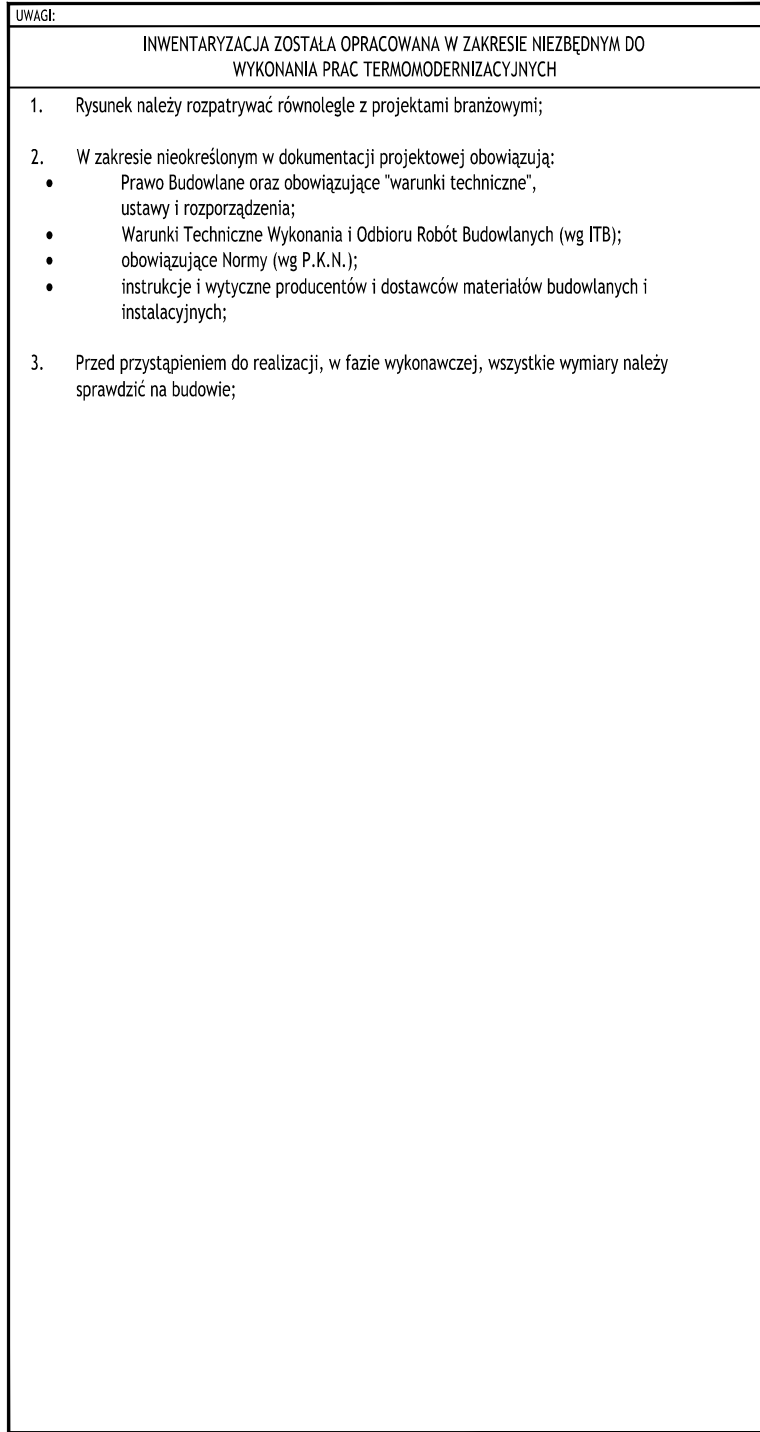 UWAGI:
INWENTARYZACJA ZOSTAŁA OPRACOWANA W ZAKRESIE NIEZBĘDNYM DO
WYKONANIA PRAC TERMOMODERNIZACYJNYCH
1. Rysunek należy rozpatrywać równolegle z projektami branżowymi;
2. W zakresie nieokreślonym w dokumentacji projektowej obowiązują:
• Prawo Budowlane oraz obowiązujące "warunki techniczne",
ustawy i rozporządzenia;
• Warunki Techniczne Wykonania i Odbioru Robót Budowlanych (wg ITB);
• obowiązujące Normy (wg P.K.N.);
• instrukcje i wytyczne producentów i dostawców materiałów budowlanych i
instalacyjnych;
3. Przed przystąpieniem do realizacji, w fazie wykonawczej, wszystkie wymiary należy
sprawdzić na budowie;